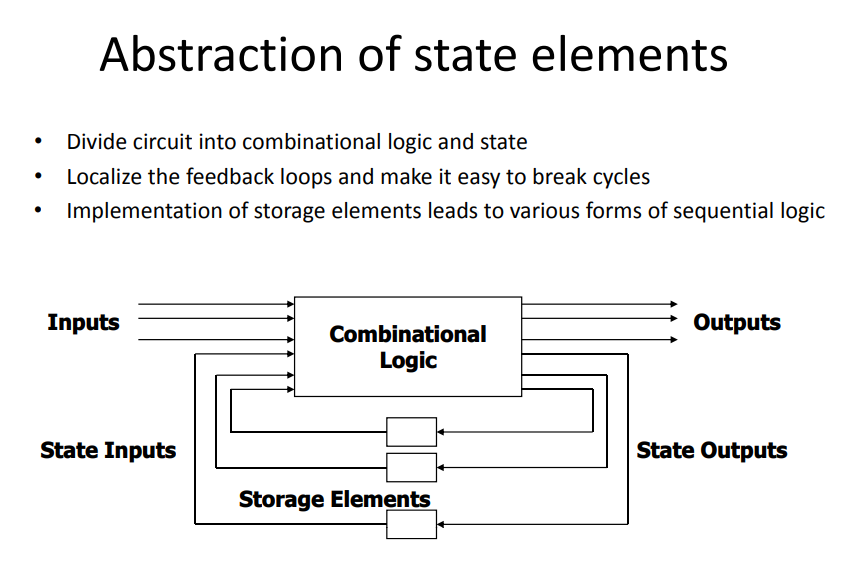 Abstraction of state elements
• Divide circuit into combinational logic and state
• Localize the feedback loops and make it easy to break cycles
• Implementation of storage elements leads to various forms of sequential logic
Inputs
Combinational
Logic
Outputs
State Inputs
State Outputs
Storage Elements